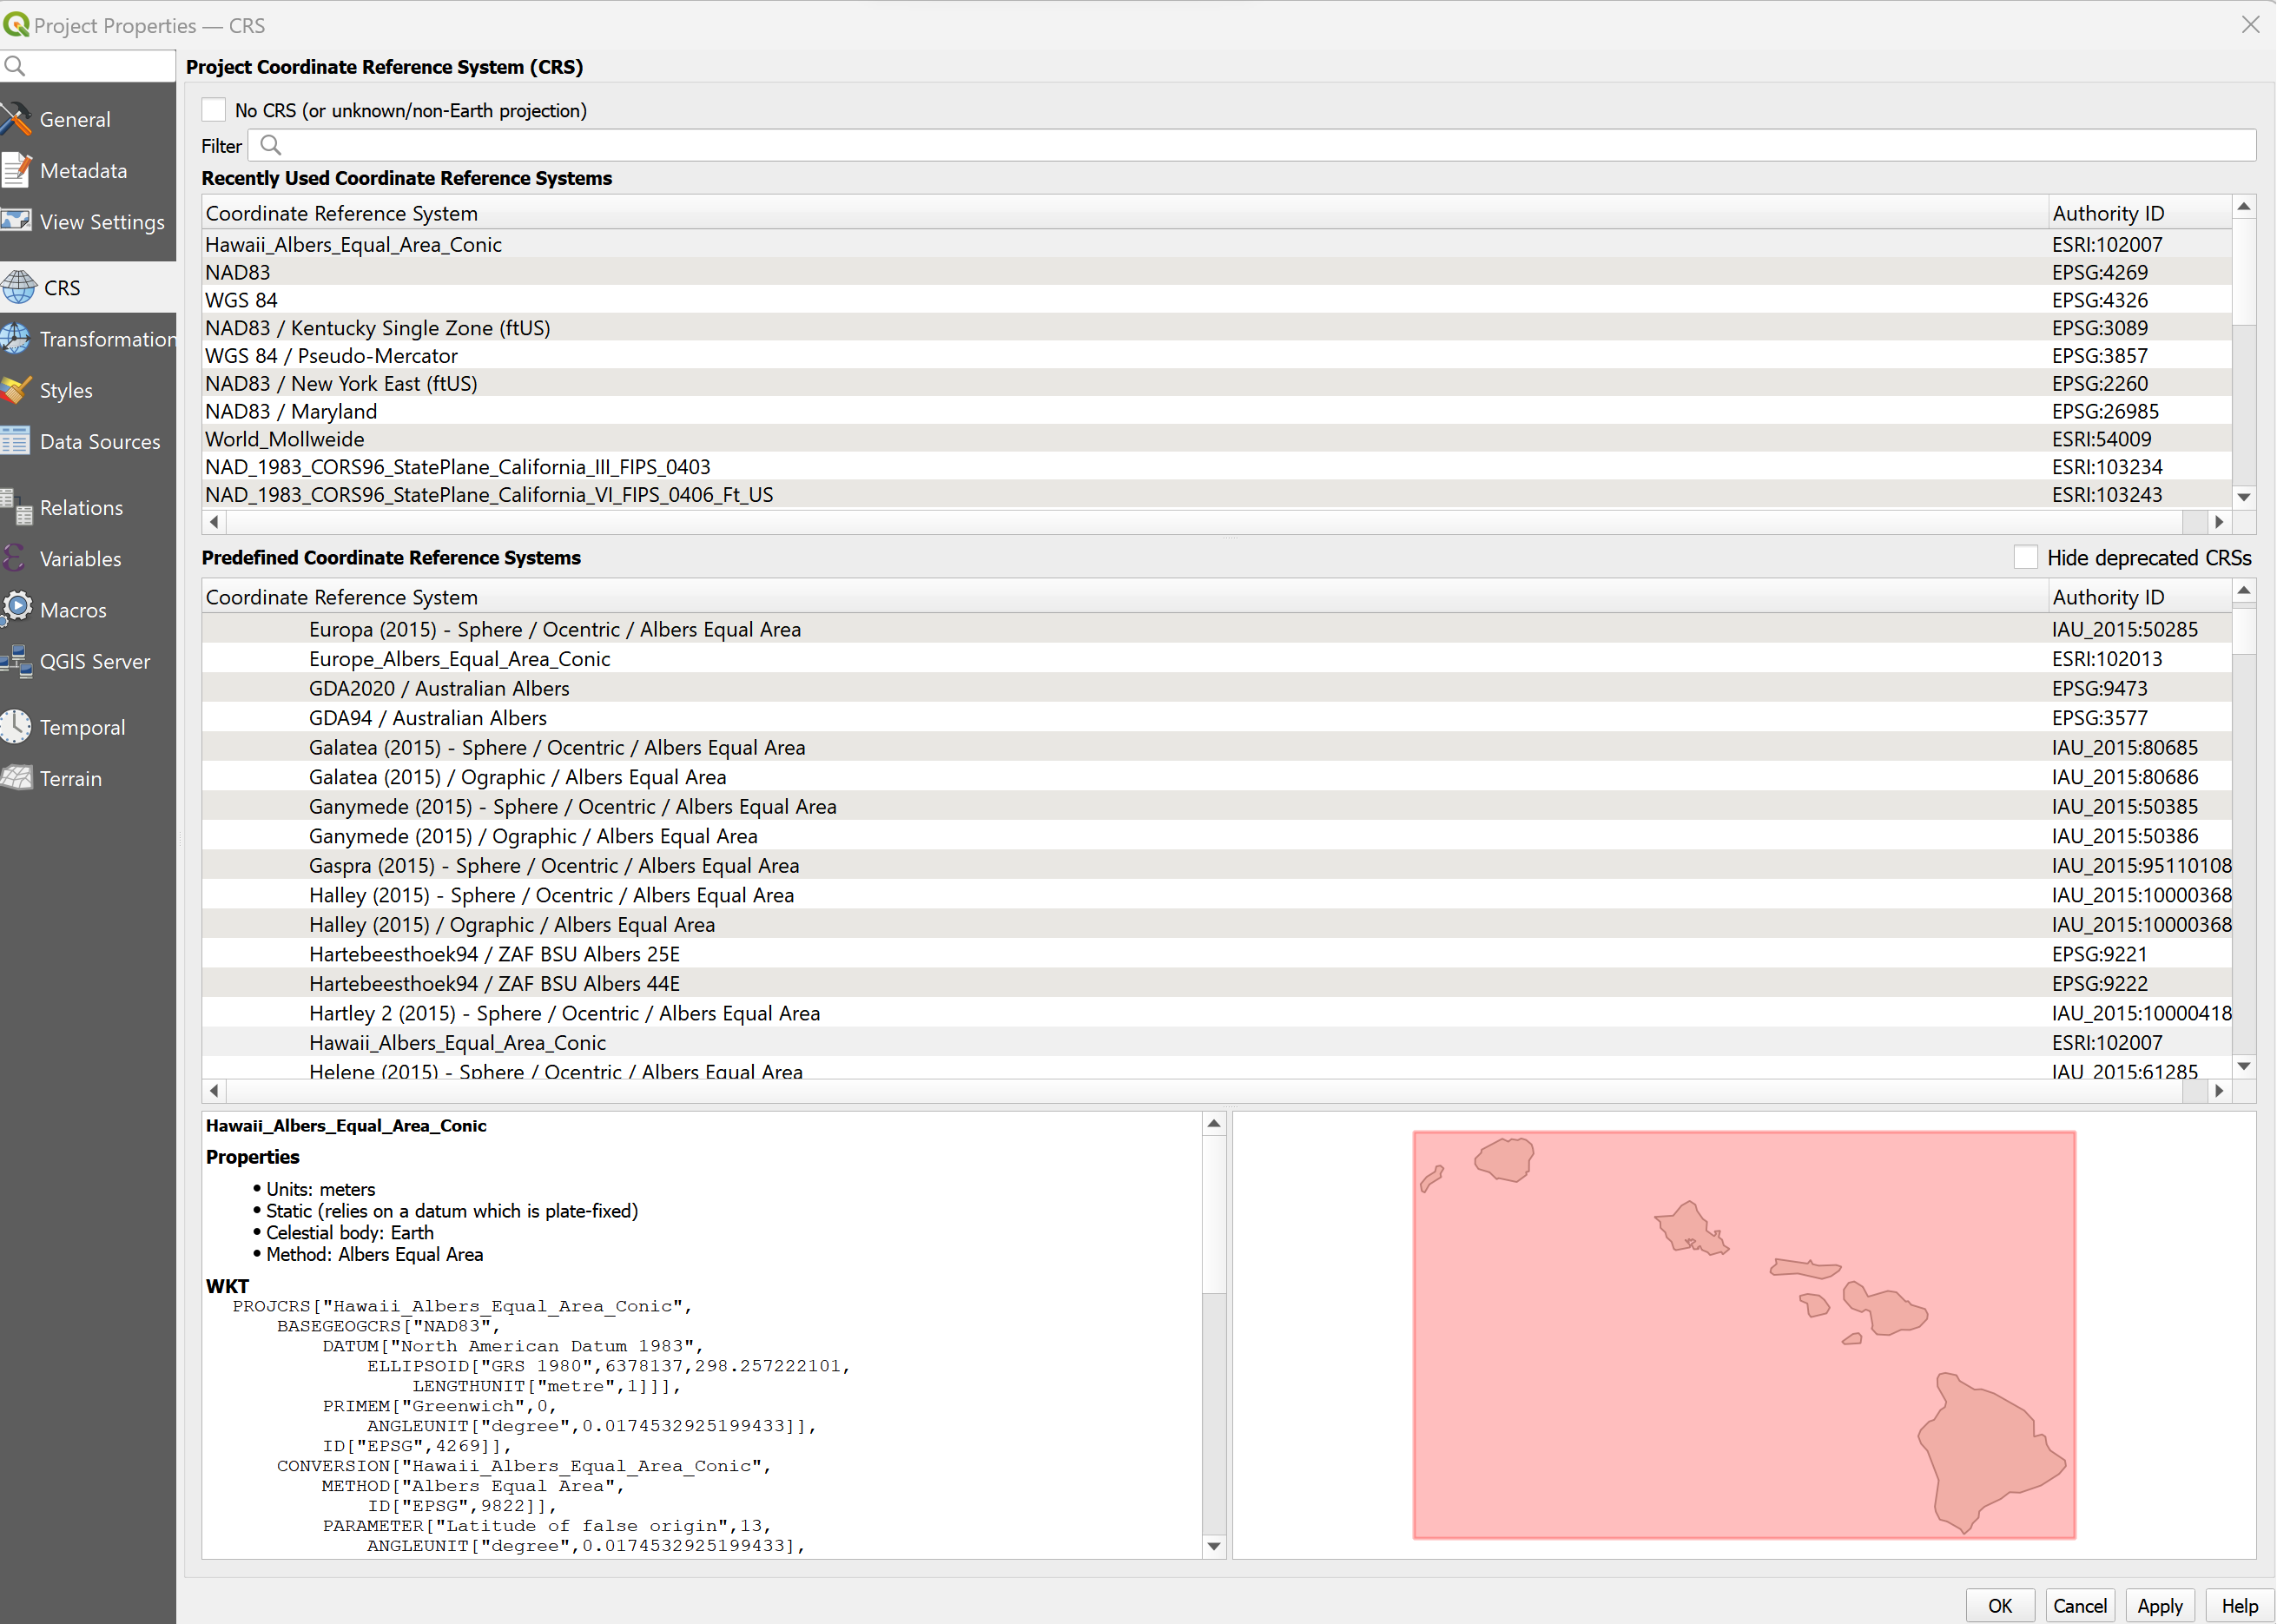 Project Properties — CRS
Project Coordinate Reference System (CRS)
No CRS (or unknown/non-Earth projection)
Filter
General
Metadata
View Settings
CRS
Transformation
Styles
Data Sources
Relations
Variables
Macros
QGIS Server
Temporal
Terrain
Recently Used Coordinate Reference Systems
Coordinate Reference System Authority ID
Hawaii_Albers_Equal_Area_Conic ESRI:102007
NAD83 EPSG:4269
WGS 84 EPSG:4326
NAD83 / Kentucky Single Zone (ftUS) EPSG:3089
WGS 84 / Pseudo-Mercator EPSG:3857
NAD83 / New York East (ftUS) EPSG:2260
NAD83 / Maryland EPSG:26985
World_Mollweide ESRI:54009
NAD_1983_CORS96_StatePlane_California_III_FIPS_0403 ESRI:103234
NAD_1983_CORS96_StatePlane_California_VI_FIPS_0406_Ft_US ESRI:103243
Predefined Coordinate Reference Systems Hide deprecated CRSs
Coordinate Reference System Authority ID
Europa (2015) - Sphere / Ocentric / Albers Equal Area IAU_2015:50285
Europe_Albers_Equal_Area_Conic ESRI:102013
GDA2020 / Australian Albers EPSG:9473
GDA94 / Australian Albers EPSG:3577
Galatea (2015) - Sphere / Ocentric / Albers Equal Area IAU_2015:80685
Galatea (2015) / Ographic / Albers Equal Area IAU_2015:80686
Ganymede (2015) - Sphere / Ocentric / Albers Equal Area IAU_2015:50385
Ganymede (2015) / Ographic / Albers Equal Area IAU_2015:50386
Gaspra (2015) - Sphere / Ocentric / Albers Equal Area IAU_2015:95110108
Halley (2015) - Sphere / Ocentric / Albers Equal Area IAU_2015:10000368
Halley (2015) / Ographic / Albers Equal Area IAU_2015:10000368
Hartebeesthoek94 / ZAF BSU Albers 25E EPSG:9221
Hartebeesthoek94 / ZAF BSU Albers 44E EPSG:9222
Hartley 2 (2015) - Sphere / Ocentric / Albers Equal Area IAU_2015:10000418
Hawaii_Albers_Equal_Area_Conic ESRI:102007
Helene (2015) - Sphere / Ocentric / Albers Equal Area IAU_2015:61285
Hawaii_Albers_Equal_Area_Conic
Properties
• Units: meters
• Static (relies on a datum which is plate-fixed)
• Celestial body: Earth
• Method: Albers Equal Area
WKT
PROJCRS["Hawaii_Albers_Equal_Area_Conic",
BASEGEOGCRS["NAD83",
DATUM["North American Datum 1983",
ELLIPSOID["GRS 1980",6378137,298.257222101,
LENGTHUNIT["metre",1]]],
PRIMEM["Greenwich",0,
ANGLEUNIT["degree",0.0174532925199433]],
ID["EPSG",4269]],
CONVERSION["Hawaii_Albers_Equal_Area_Conic",
METHOD["Albers Equal Area",
ID["EPSG",9822]],
PARAMETER["Latitude of false origin",13,
ANGLEUNIT["degree",0.0174532925199433],
OK Cancel Apply Help